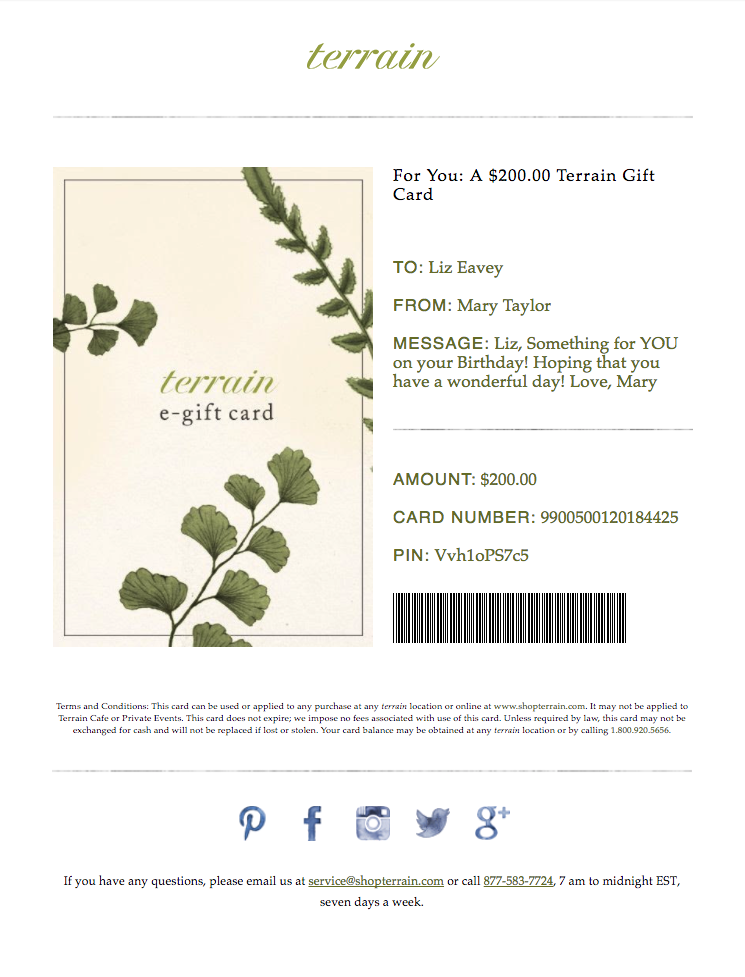 terrain
terrain
e-gift card
For You: A $200.00 Terrain Gift
Card
TO: Liz Eavey
FROM: Mary Taylor
MESSAGE: Liz, Something for YOU
on your Birthday! Hoping that you
have a wonderful day! Love, Mary
AMOUNT: $200.00
CARD NUMBER: 9900500120184425
PIN: Vvh1oPS7c5
Terms and Conditions: This card can be used or applied to any purchase at any terrain location or online at www.shopterrain.com. It may not be applied to
Terrain Cafe or Private Events. This card does not expire; we impose no fees associated with use of this card. Unless required by law, this card may not be
exchanged for cash and will not be replaced if lost or stolen. Your card balance may be obtained at any terrain location or by calling 1.800.920.5656.
If you have any questions, please email us at service@shopterrain.com or call 877-583-7724, 7 am to midnight EST,
seven days a week.